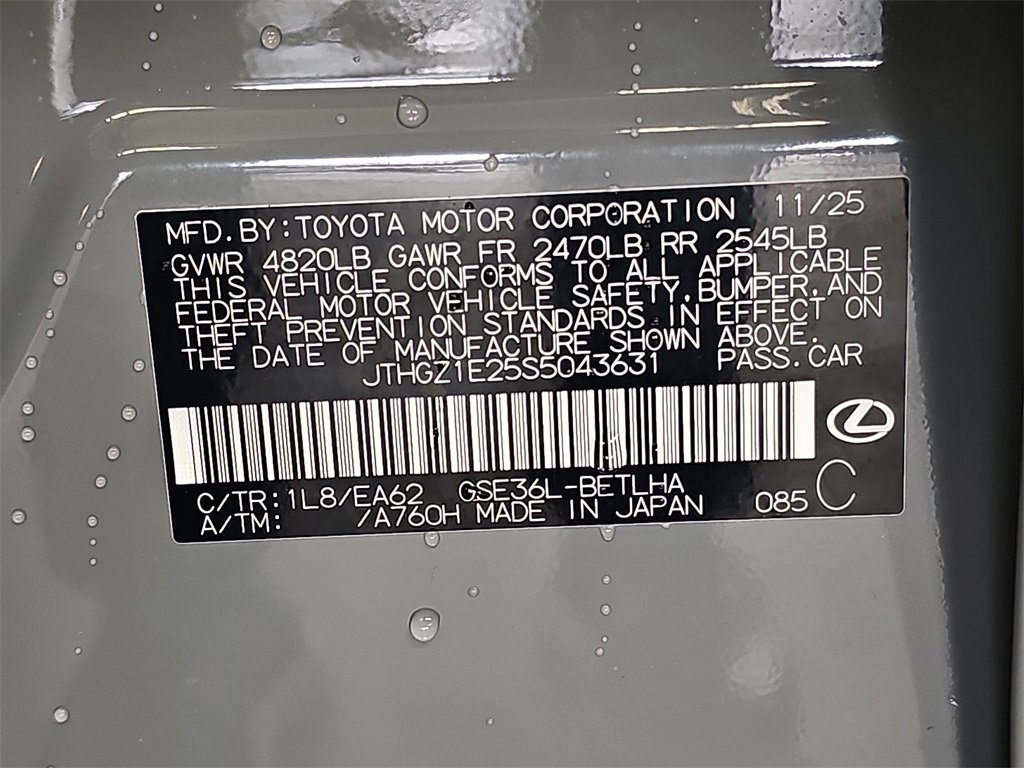 MFD.BY:TOYOTA MOTOR CORPORATION 11/25
GVWR 4820LB GAWR FR 2470LB RR 2545LB
THIS VEHICLE CONFORMS TO ALL APPLICABLE
FEDERAL MOTOR VEHICLE SAFETY,BUMPER,AND
THEFT PREVENTION STANDARDS IN EFFECT ON
THE DATE OF MANUFACTURE SHOWN ABOVE.
JTHGZ1E25S5043631 PASS.CAR
C/TR:1L8/EA62 GSE36L-BETLHA
A/TM: /A760H MADE IN JAPAN 085 C